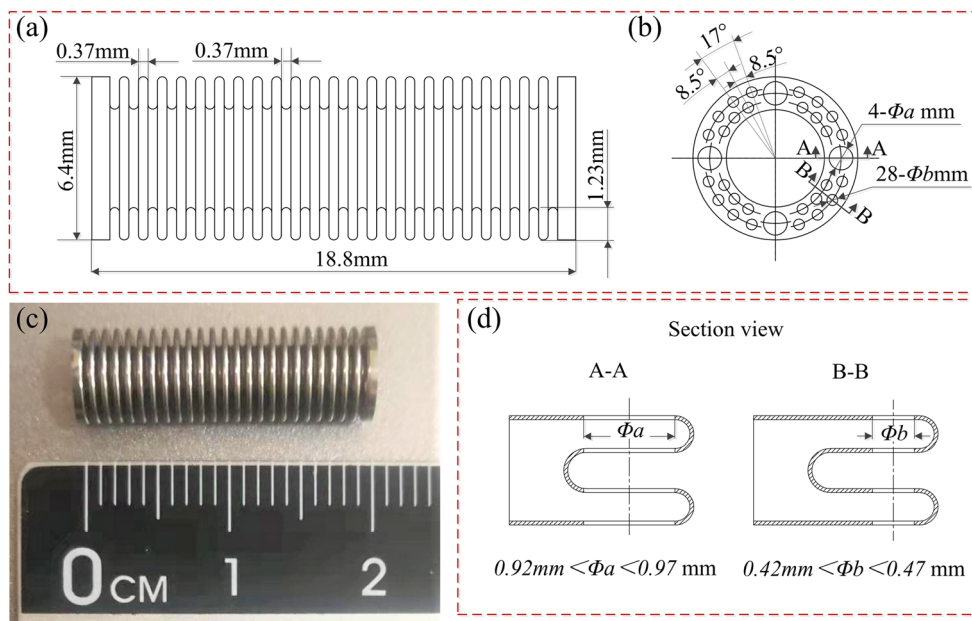 (a)
0.37mm
0.37mm
6.4mm
1.23mm
18.8mm
(b)
17°
8.5°
8.5°
4-Φa mm
A
A
28-Φbmm
B
B
(c)
0 CM 1 2
(d)
Section view
A-A
B-B
Φa
Φb
0.92mm＜Φa＜0.97 mm
0.42mm＜Φb＜0.47 mm